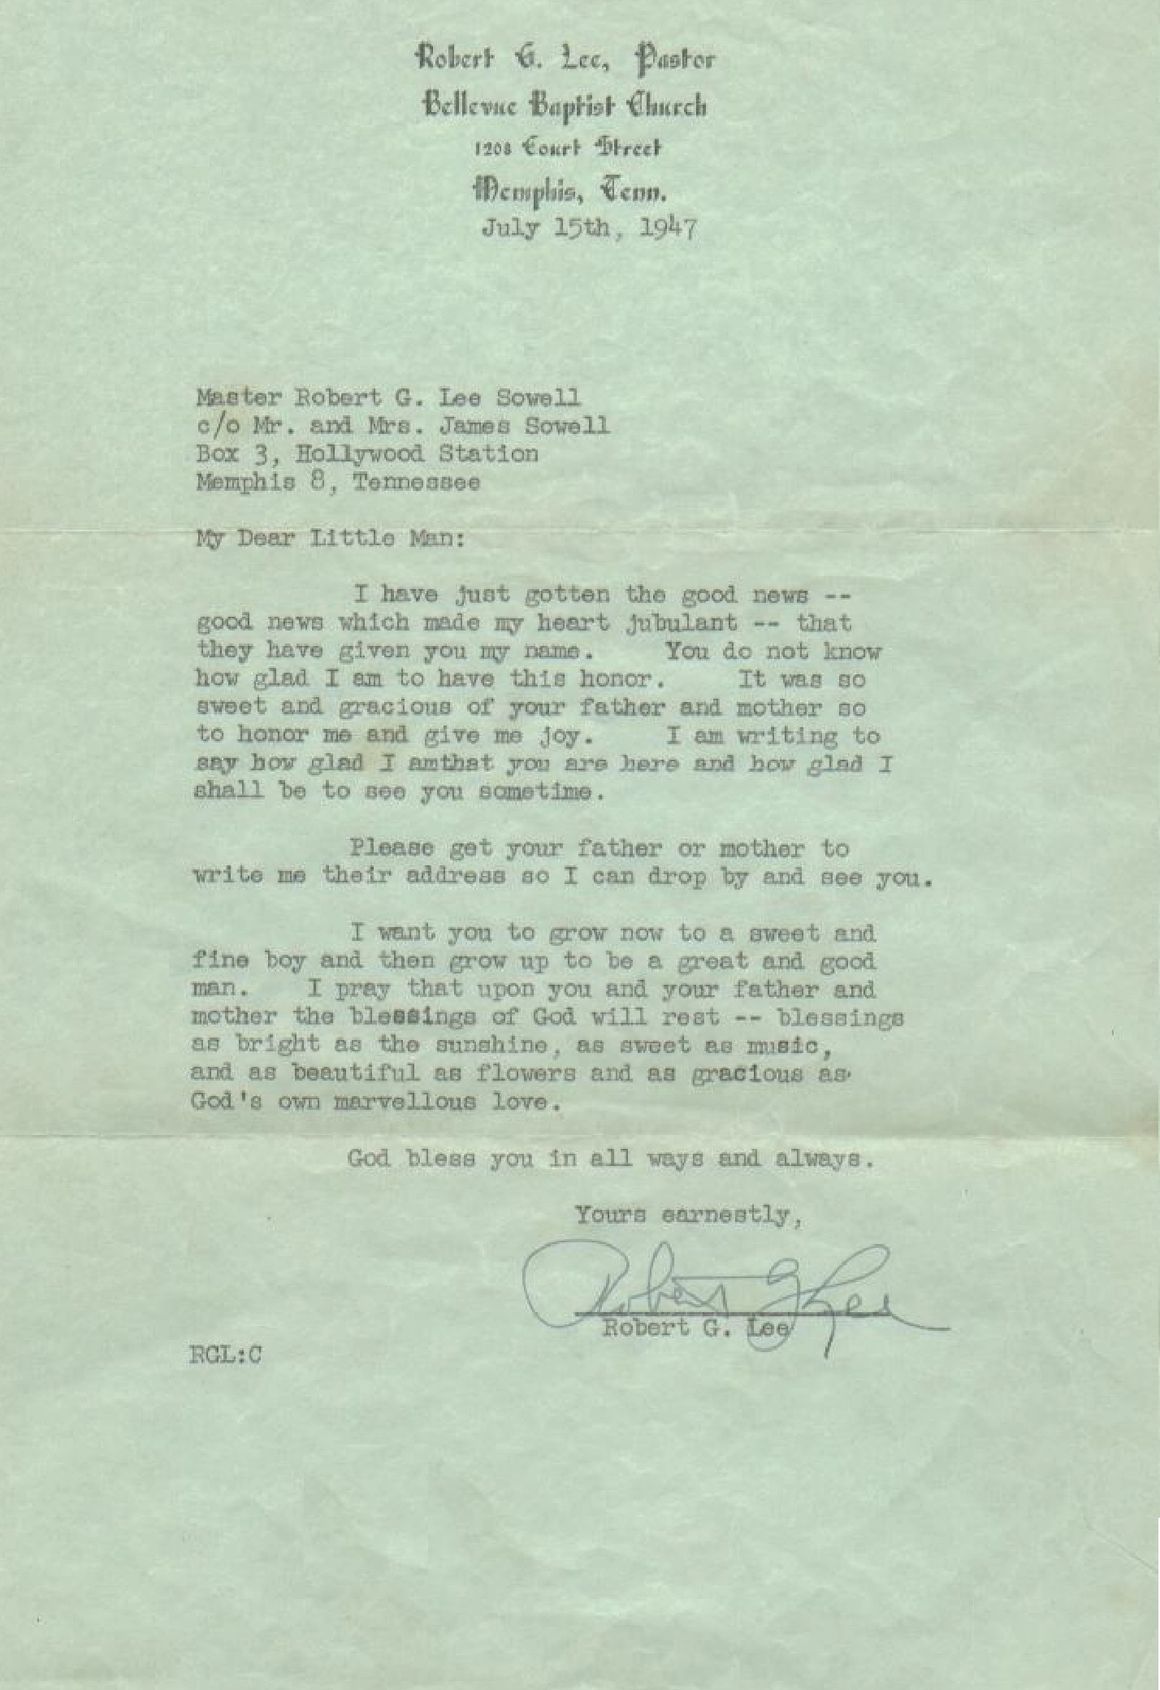 Robert G. Lee, Pastor
Bellevue Baptist Church
1208 Court Street
Memphis, Tenn.
July 15th, 1947
Master Robert G. Lee Sowell
c/o Mr. and Mrs. James Sowell
Box 3, Hollywood Station
Memphis 8, Tennessee
My Dear Little Man:
I have just gotten the good news --
good news which made my heart jubulant -- that
they have given you my name. You do not know
how glad I am to have this honor. It was so
sweet and gracious of your father and mother so
to honor me and give me joy. I am writing to
say how glad I amthat you are here and how glad I
shall be to see you sometime.
Please get your father or mother to
write me their address so I can drop by and see you.
I want you to grow now to a sweet and
fine boy and then grow up to be a great and good
man. I pray that upon you and your father and
mother the blessings of God will rest -- blessings
as bright as the sunshine, as sweet as music,
and as beautiful as flowers and as gracious as
God's own marvellous love.
God bless you in all ways and always.
Yours earnestly,
Robert G Lee
Robert G. Lee
RGL:C